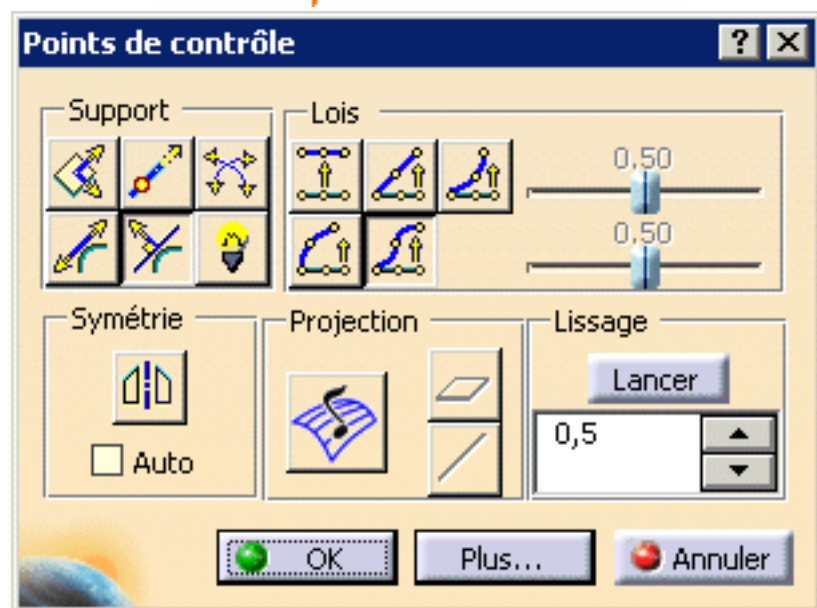 Points de contrôle
Support
Lois
0,50
0,50
Symétrie
Projection
Lissage
Lancer
0,5
Auto
OK
Plus...
Annuler